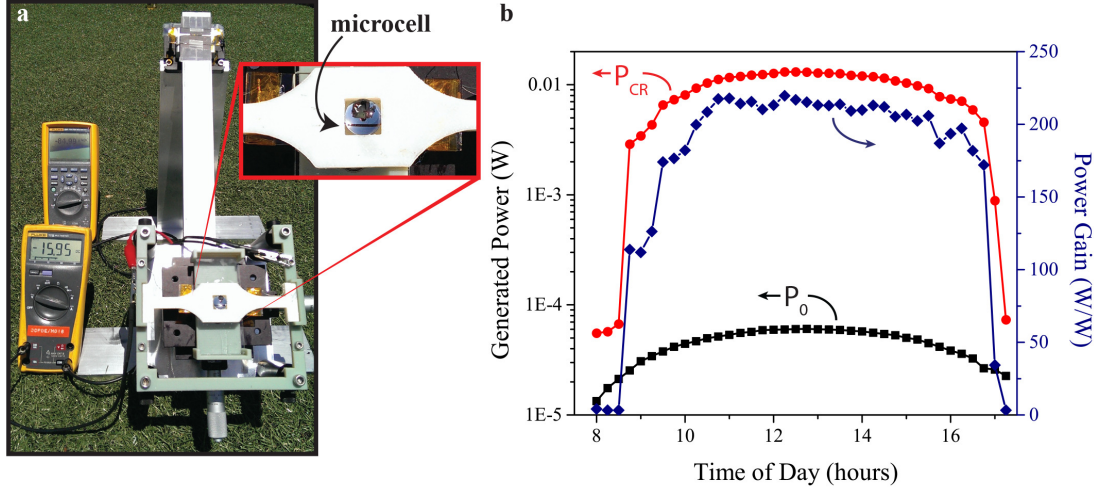 a
microcell
-15.95
b
P_CR
P_0
Generated Power (W)
0.01
1E-3
1E-4
1E-5
250
200
150
100
50
0
Power Gain (W/W)
8
10
12
14
16
Time of Day (hours)